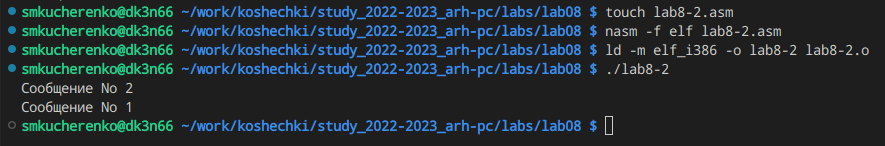 smkucherenko@dk3n66 ~/work/koshechki/study_2022-2023_arh-pc/labs/lab08 $ touch lab8-2.asm
smkucherenko@dk3n66 ~/work/koshechki/study_2022-2023_arh-pc/labs/lab08 $ nasm -f elf lab8-2.asm
smkucherenko@dk3n66 ~/work/koshechki/study_2022-2023_arh-pc/labs/lab08 $ ld -m elf_i386 -o lab8-2 lab8-2.o
smkucherenko@dk3n66 ~/work/koshechki/study_2022-2023_arh-pc/labs/lab08 $ ./lab8-2
Сообщение No 2
Сообщение No 1
smkucherenko@dk3n66 ~/work/koshechki/study_2022-2023_arh-pc/labs/lab08 $